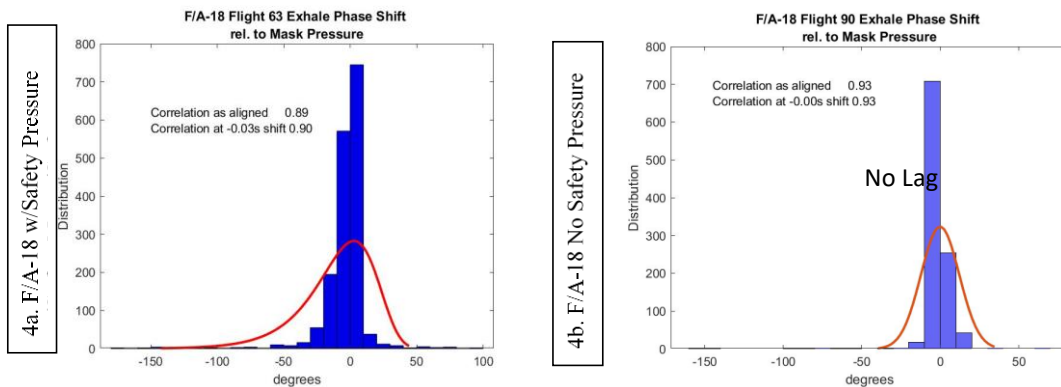 4a. F/A-18 w/Safety Pressure
F/A-18 Flight 63 Exhale Phase Shift
rel. to Mask Pressure
Correlation as aligned 0.89
Correlation at -0.03s shift 0.90
Distribution
800
700
600
500
400
300
200
100
0
-150
-100
-50
0
50
100
degrees
4b. F/A-18 No Safety Pressure
F/A-18 Flight 90 Exhale Phase Shift
rel. to Mask Pressure
Correlation as aligned 0.93
Correlation at -0.00s shift 0.93
No Lag
Distribution
800
700
600
500
400
300
200
100
0
-150
-100
-50
0
50
degrees